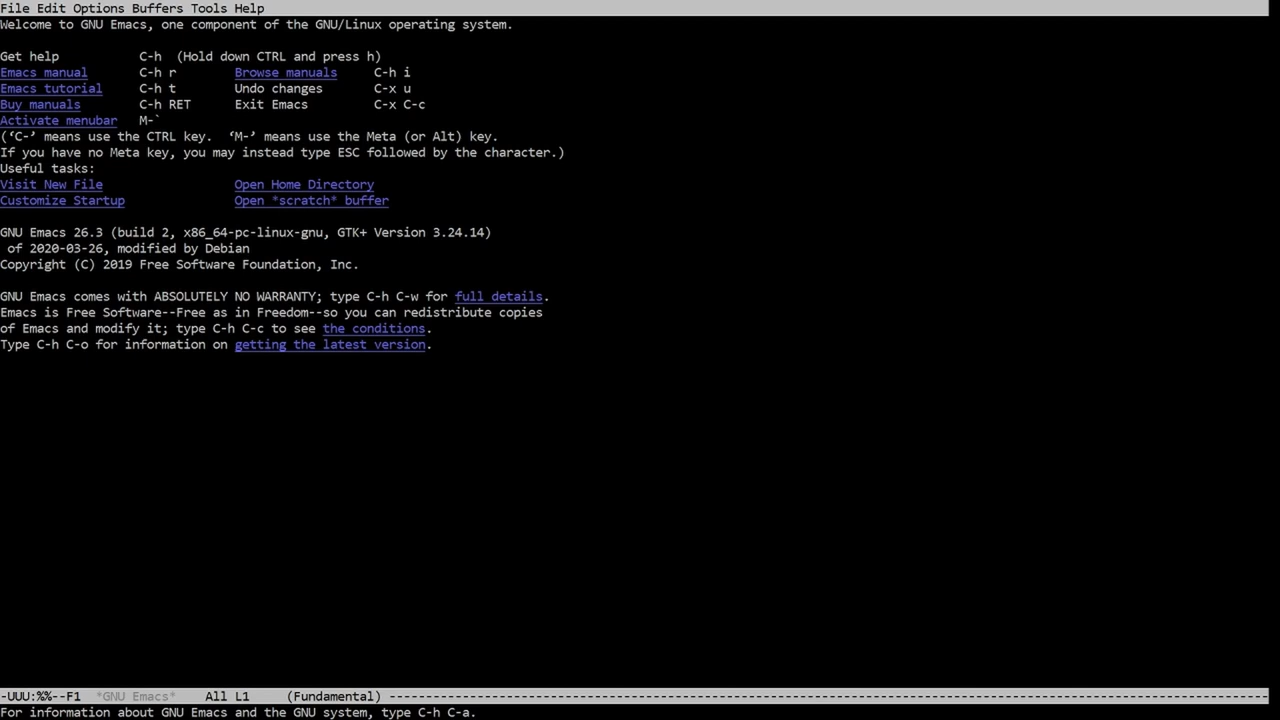 File Edit Options Buffers Tools Help
Welcome to GNU Emacs, one component of the GNU/Linux operating system.
Get help C-h (Hold down CTRL and press h)
Emacs manual C-h r Browse manuals C-h i
Emacs tutorial C-h t Undo changes C-x u
Buy manuals C-h RET Exit Emacs C-x C-c
Activate menubar M-`
(‘C-’ means use the CTRL key. ‘M-’ means use the Meta (or Alt) key.
If you have no Meta key, you may instead type ESC followed by the character.)
Useful tasks:
Visit New File Open Home Directory
Customize Startup Open *scratch* buffer
GNU Emacs 26.3 (build 2, x86_64-pc-linux-gnu, GTK+ Version 3.24.14)
of 2020-03-26, modified by Debian
Copyright (C) 2019 Free Software Foundation, Inc.
GNU Emacs comes with ABSOLUTELY NO WARRANTY; type C-h C-w for full details.
Emacs is Free Software--Free as in Freedom--so you can redistribute copies
of Emacs and modify it; type C-h C-c to see the conditions.
Type C-h C-o for information on getting the latest version.
-UUU:%%--F1 *GNU Emacs* All L1 (Fundamental) ------------------------------------------------------------------------------------------------------------------------
For information about GNU Emacs and the GNU system, type C-h C-a.